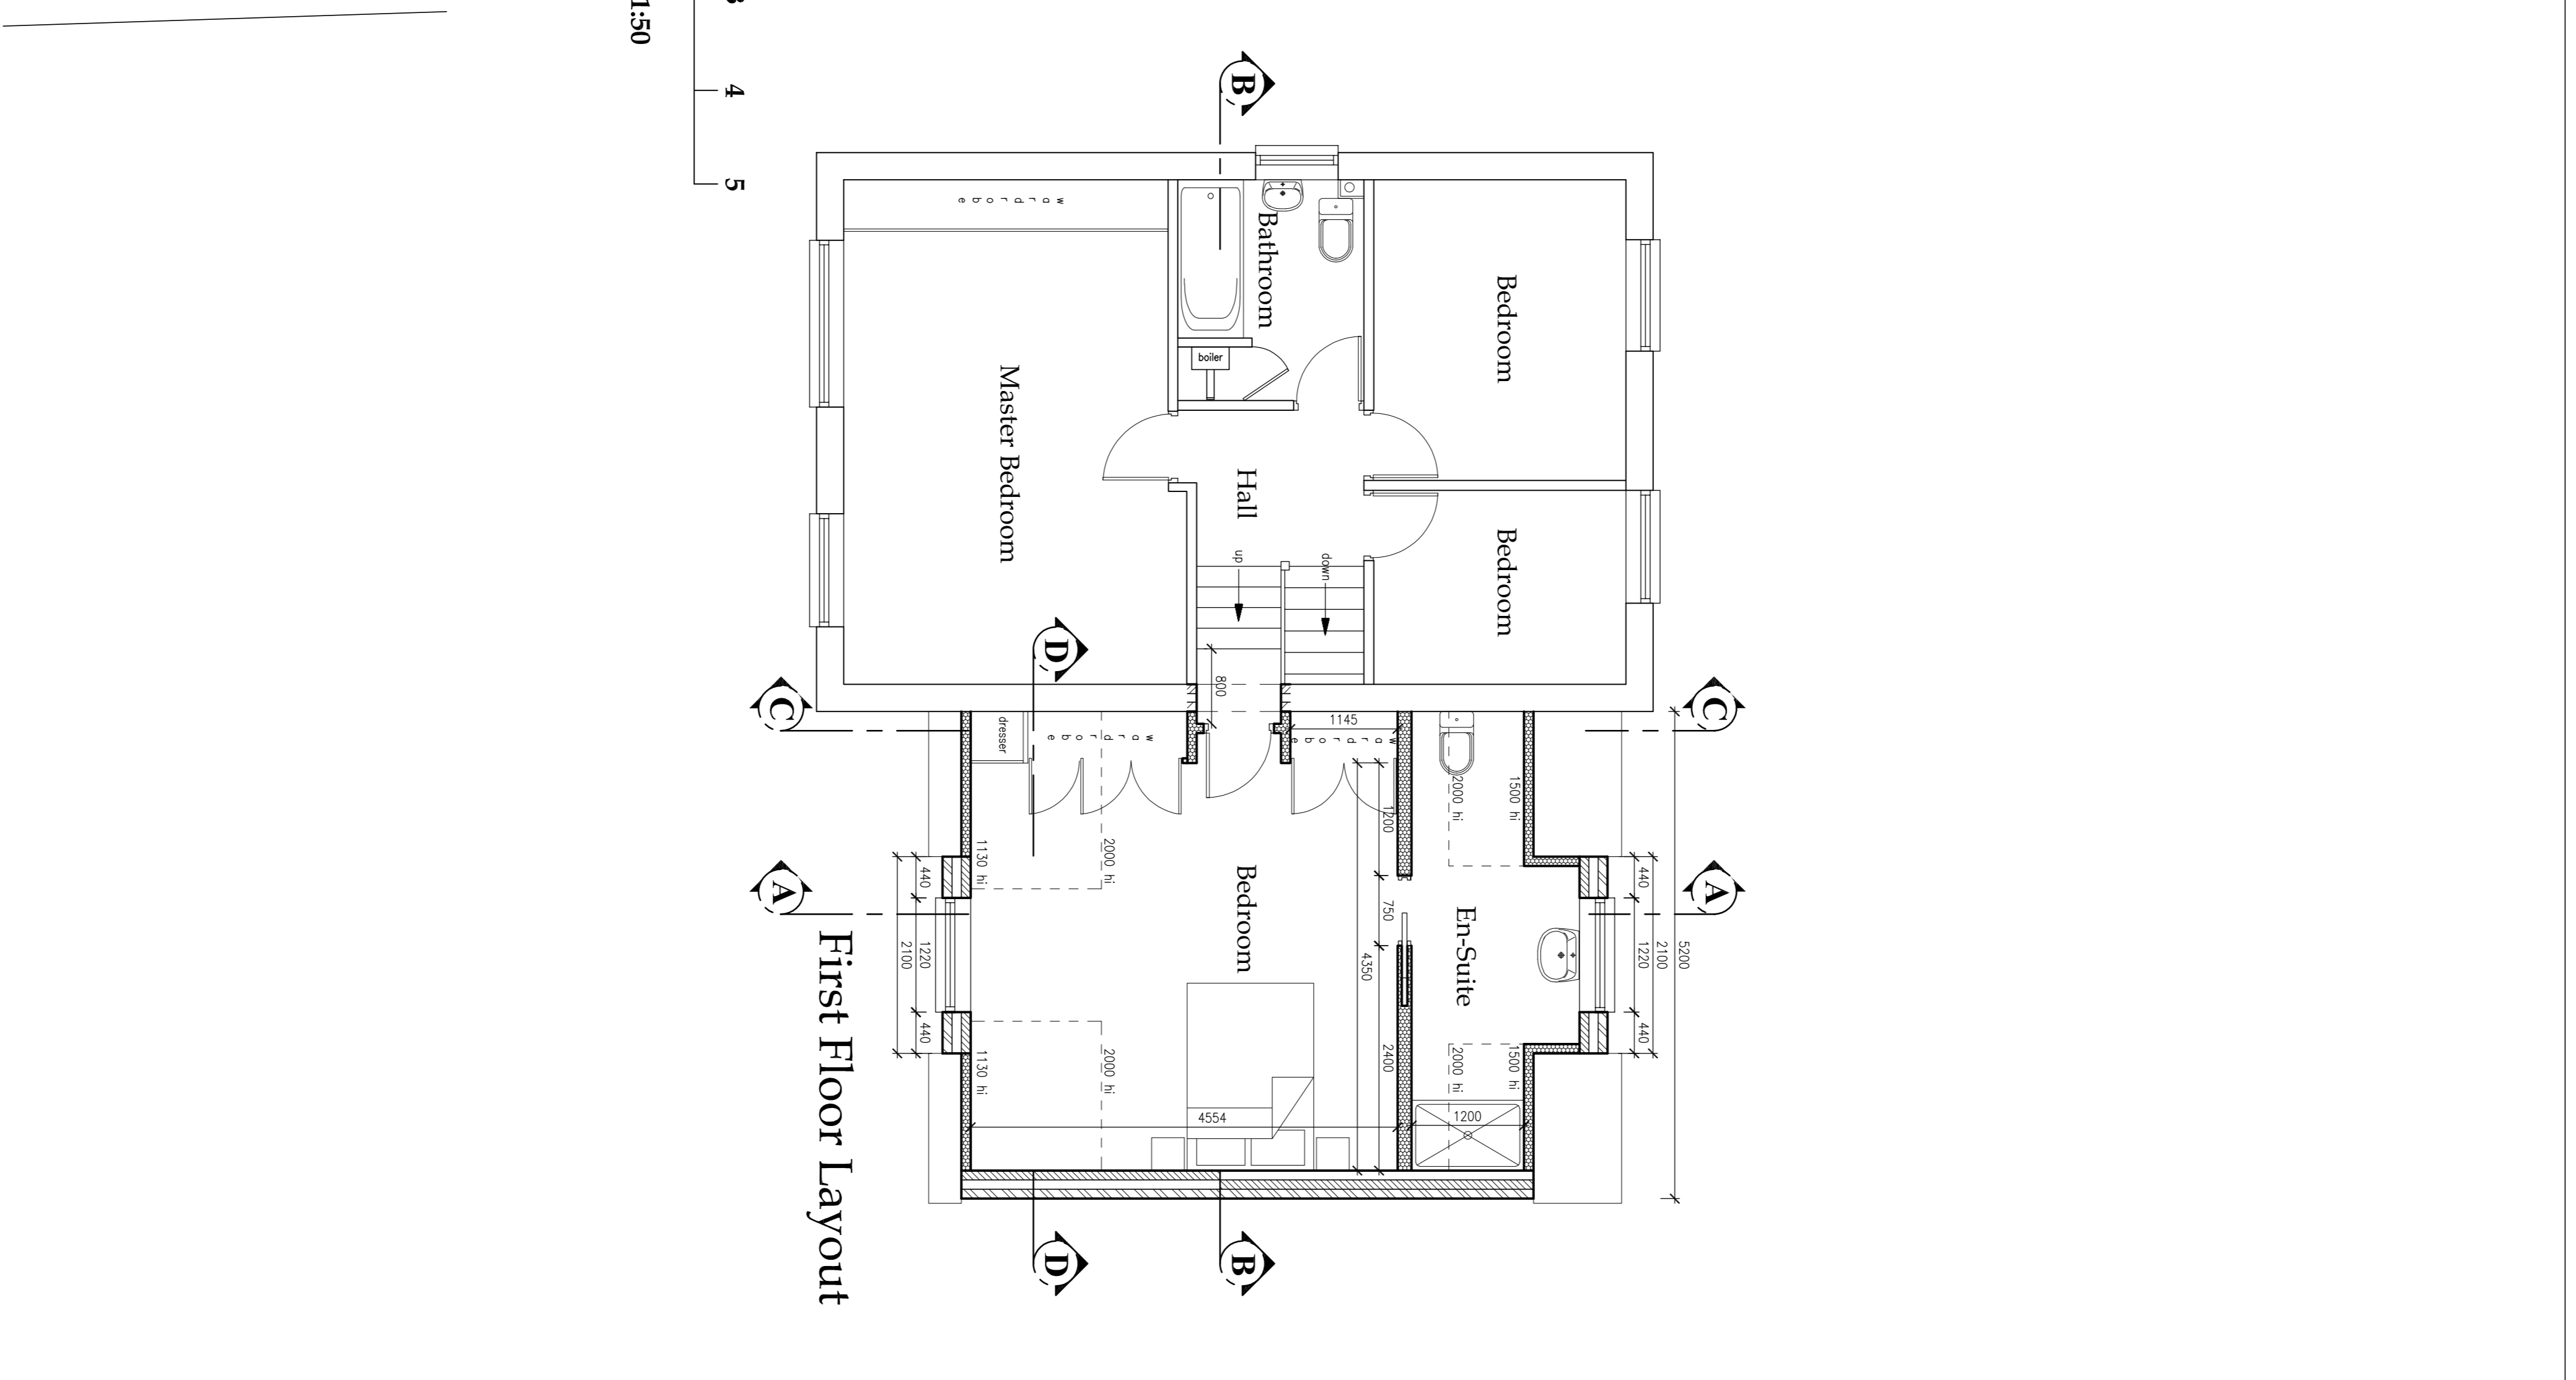 1:50
3
4
5
B
wardrobe
Bathroom
Bedroom
boiler
Master Bedroom
Hall
Bedroom
up
down
D
800
C
C
dresser
wardrobe
wardrobe
1145
2000 hi
1500 hi
1200
1130 hi
2000 hi
A
A
440
440
Bedroom
750
En-Suite
4350
1220
2100
1220
2100
5200
440
440
1130 hi
2000 hi
2400
2000 hi
1500 hi
4554
1200
First Floor Layout
D
B